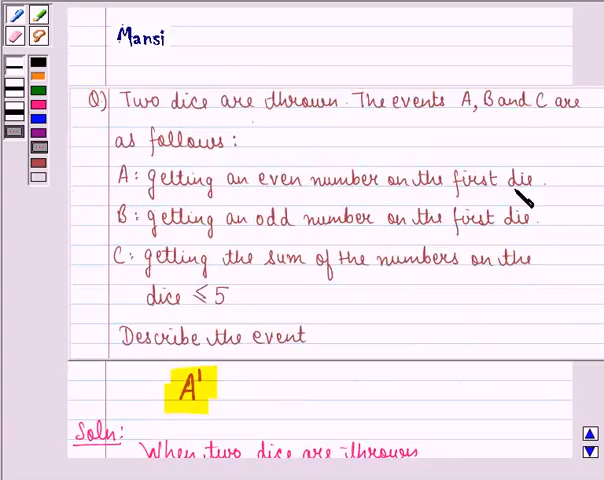 Mansi
Q) Two dice are thrown. The events A, B and C are
as follows:
A: getting an even number on the first die.
B: getting an odd number on the first die.
C: getting the sum of the numbers on the
dice ⩽ 5
Describe the event
A'
Soln:
When two dice are thrown